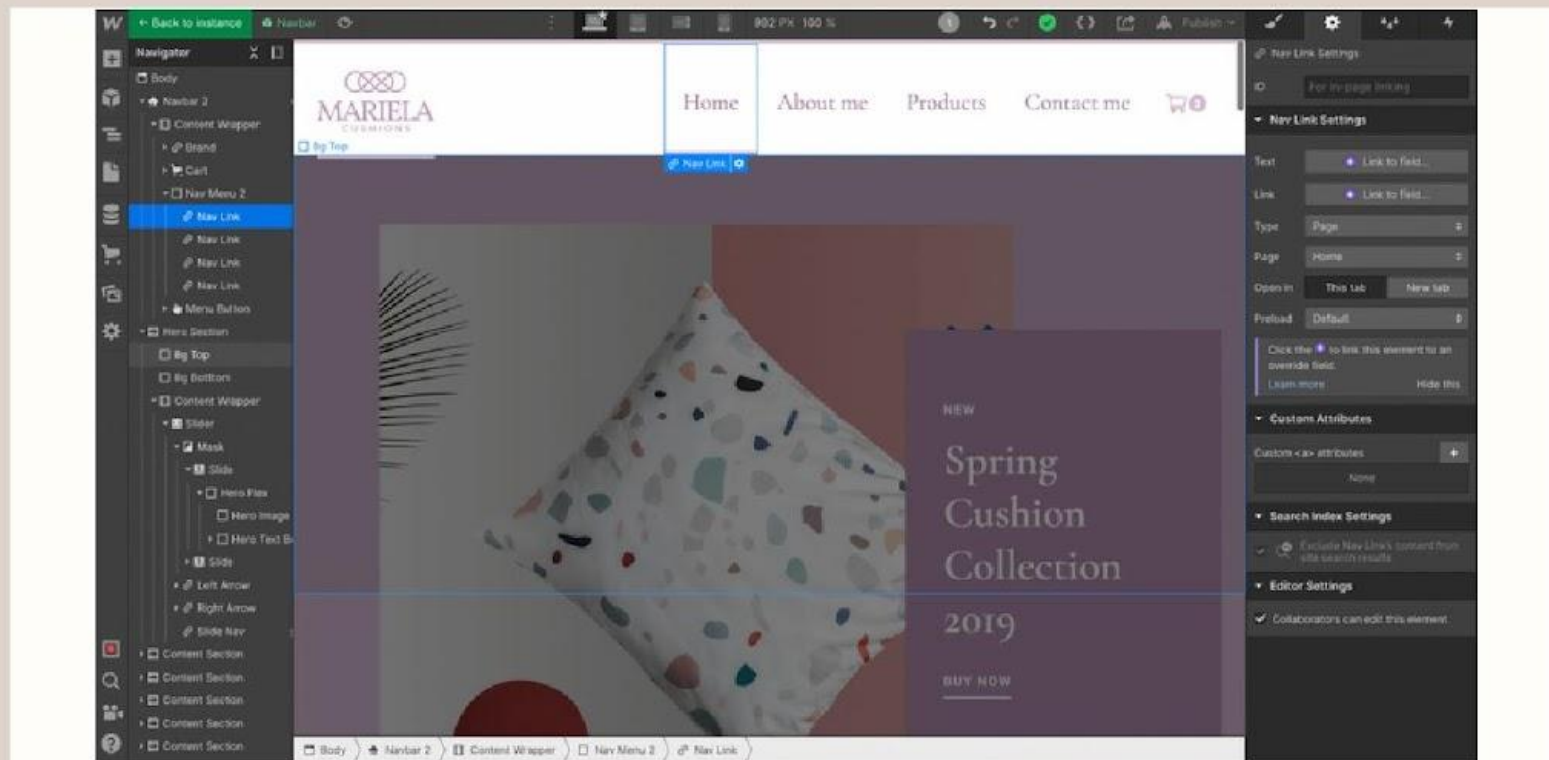 Back to instance
Navbar
902 PX 100 %
Publish
Navigator
Body
Navbar 2
Content Wrapper
Brand
Cart
Nav Menu 2
Nav Link
Nav Link
Nav Link
Nav Link
Menu Button
Hero Section
Bg Top
Bg Bottom
Content Wrapper
Slider
Mask
Slide
Hero Flex
Hero Image
Hero Text B
Slide
Left Arrow
Right Arrow
Slide Nav
Content Section
Content Section
Content Section
Content Section
Content Section
MARIELA
CUSHIONS
Home
About me
Products
Contact me
Bg Top
Nav Link
NEW
Spring
Cushion
Collection
2019
BUY NOW
Body
Navbar 2
Content Wrapper
Nav Menu 2
Nav Link
Nav Link Settings
ID
For in-page linking
Nav Link Settings
Text
Link to field...
Link
Link to field...
Type
Page
Page
Home
Open in
This tab
New tab
Preload
Default
Click the to link this element to an
override field.
Learn more
Hide this
Custom Attributes
Custom <a> attributes
None
Search Index Settings
Exclude Nav Link's content from
site search results
Editor Settings
Collaborators can edit this element